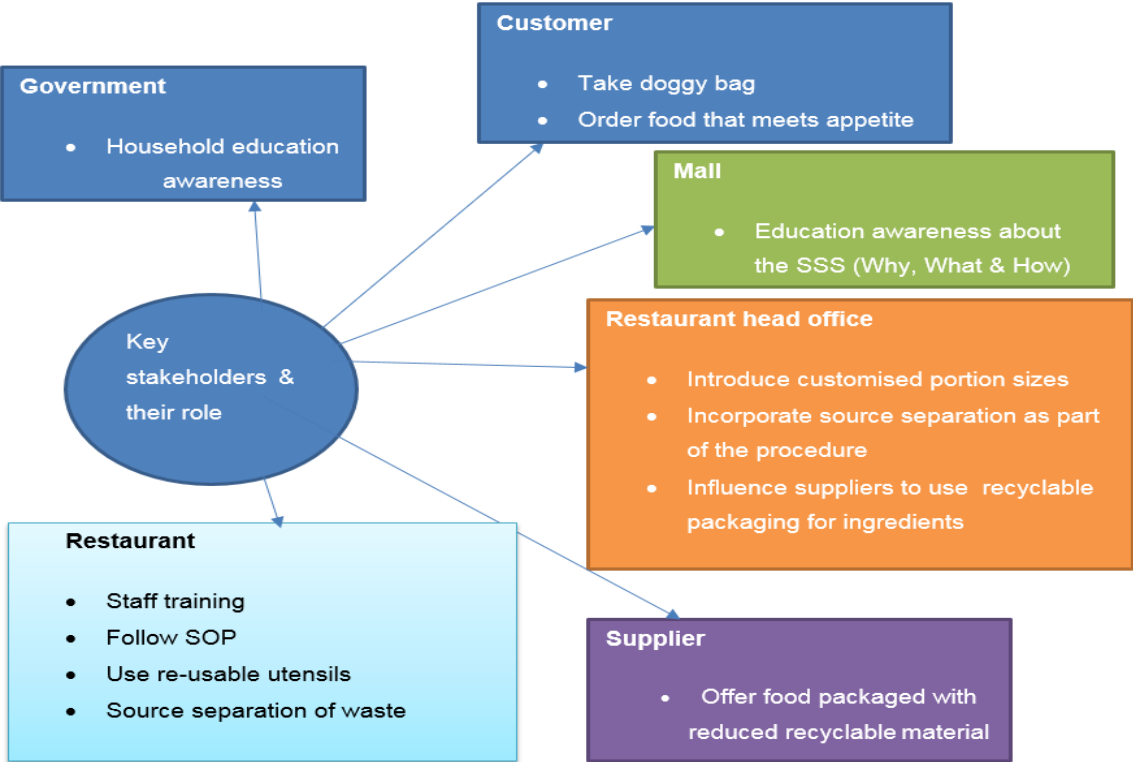 Customer
• Take doggy bag
• Order food that meets appetite
Government
• Household education
awareness
Mall
• Education awareness about
the SSS (Why, What & How)
Key
stakeholders &
their role
Restaurant head office
• Introduce customised portion sizes
• Incorporate source separation as part
of the procedure
• Influence suppliers to use recyclable
packaging for ingredients
Restaurant
• Staff training
• Follow SOP
• Use re-usable utensils
• Source separation of waste
Supplier
• Offer food packaged with
reduced recyclable material